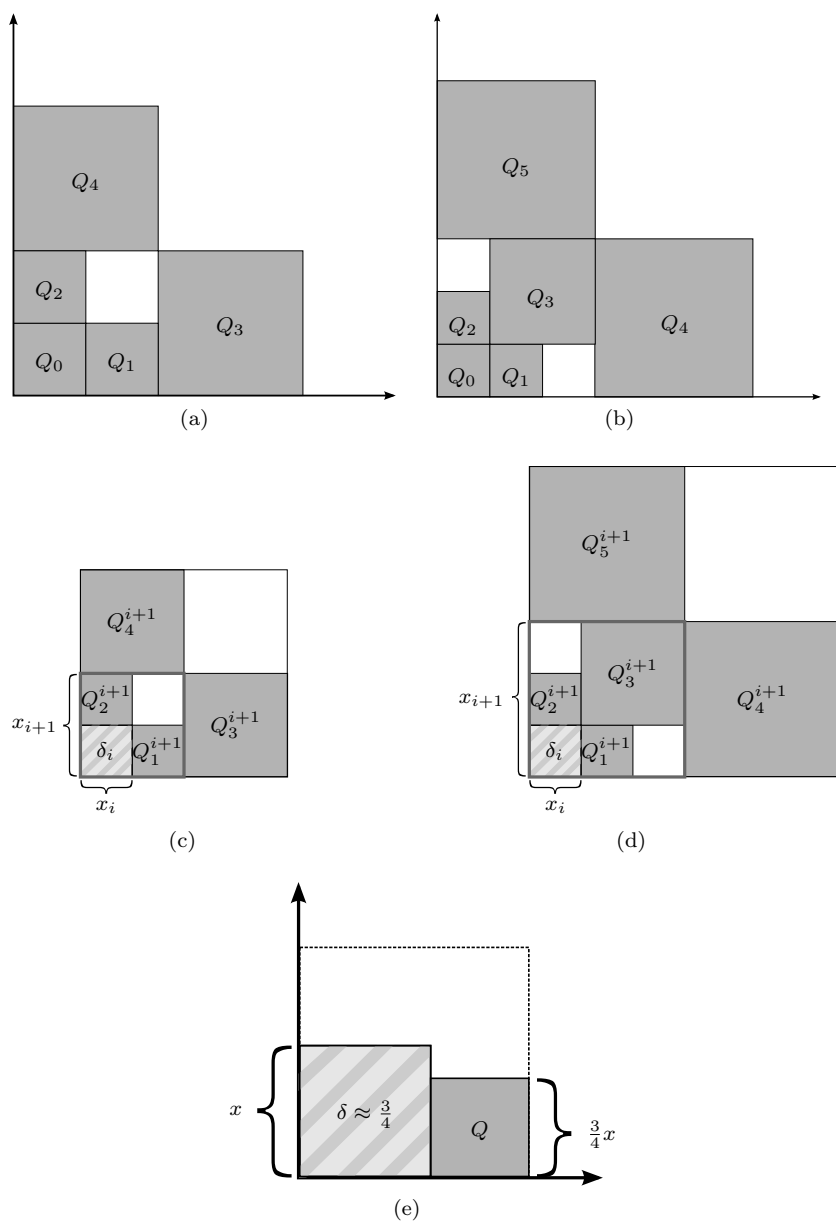 Q₄
Q₂
Q₃
Q₀ Q₁
(a)
Q₅
Q₃
Q₂
Q₄
Q₀ Q₁
(b)
Q₄ⁱ⁺¹
Q₂ⁱ⁺¹
xᵢ₊₁ Q₃ⁱ⁺¹
δᵢ Q₁ⁱ⁺¹
xᵢ
(c)
Q₅ⁱ⁺¹
Q₃ⁱ⁺¹
xᵢ₊₁ Q₂ⁱ⁺¹ Q₄ⁱ⁺¹
δᵢ Q₁ⁱ⁺¹
xᵢ
(d)
x δ ≈ 3/4 Q 3/4 x
(e)